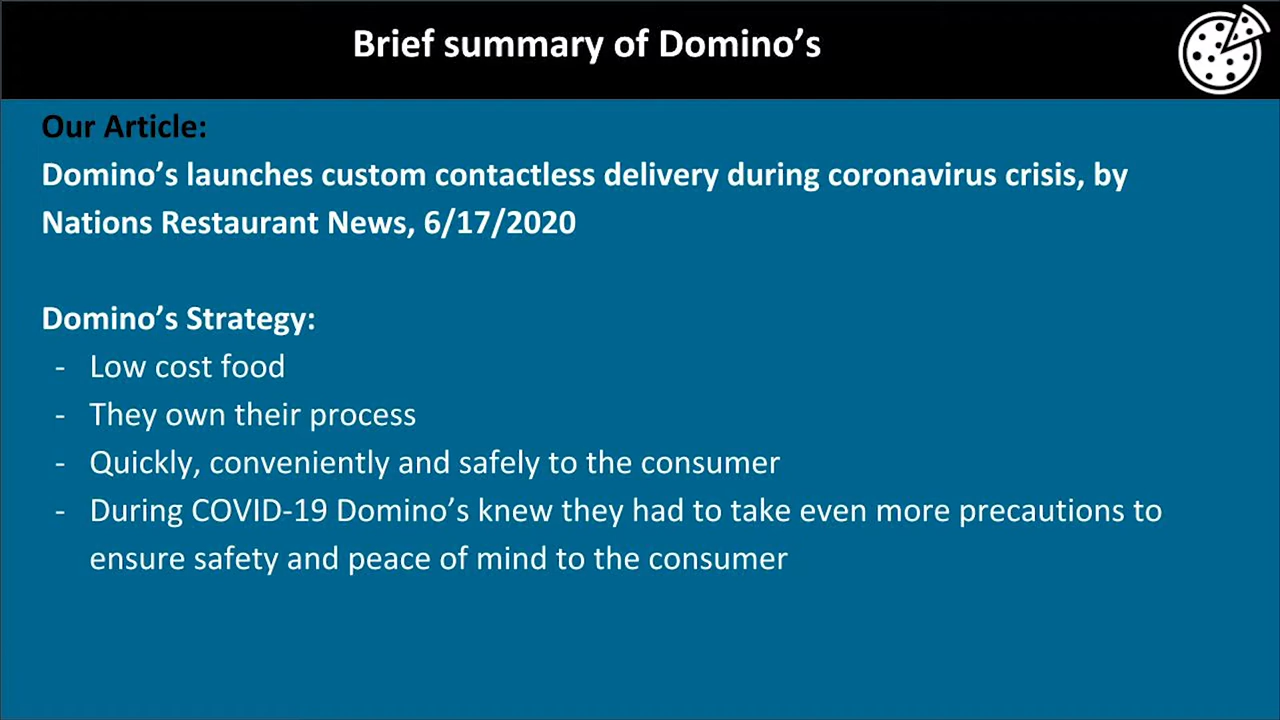 Brief summary of Domino’s
Our Article:
Domino’s launches custom contactless delivery during coronavirus crisis, by
Nations Restaurant News, 6/17/2020
Domino’s Strategy:
- Low cost food
- They own their process
- Quickly, conveniently and safely to the consumer
- During COVID-19 Domino’s knew they had to take even more precautions to
ensure safety and peace of mind to the consumer